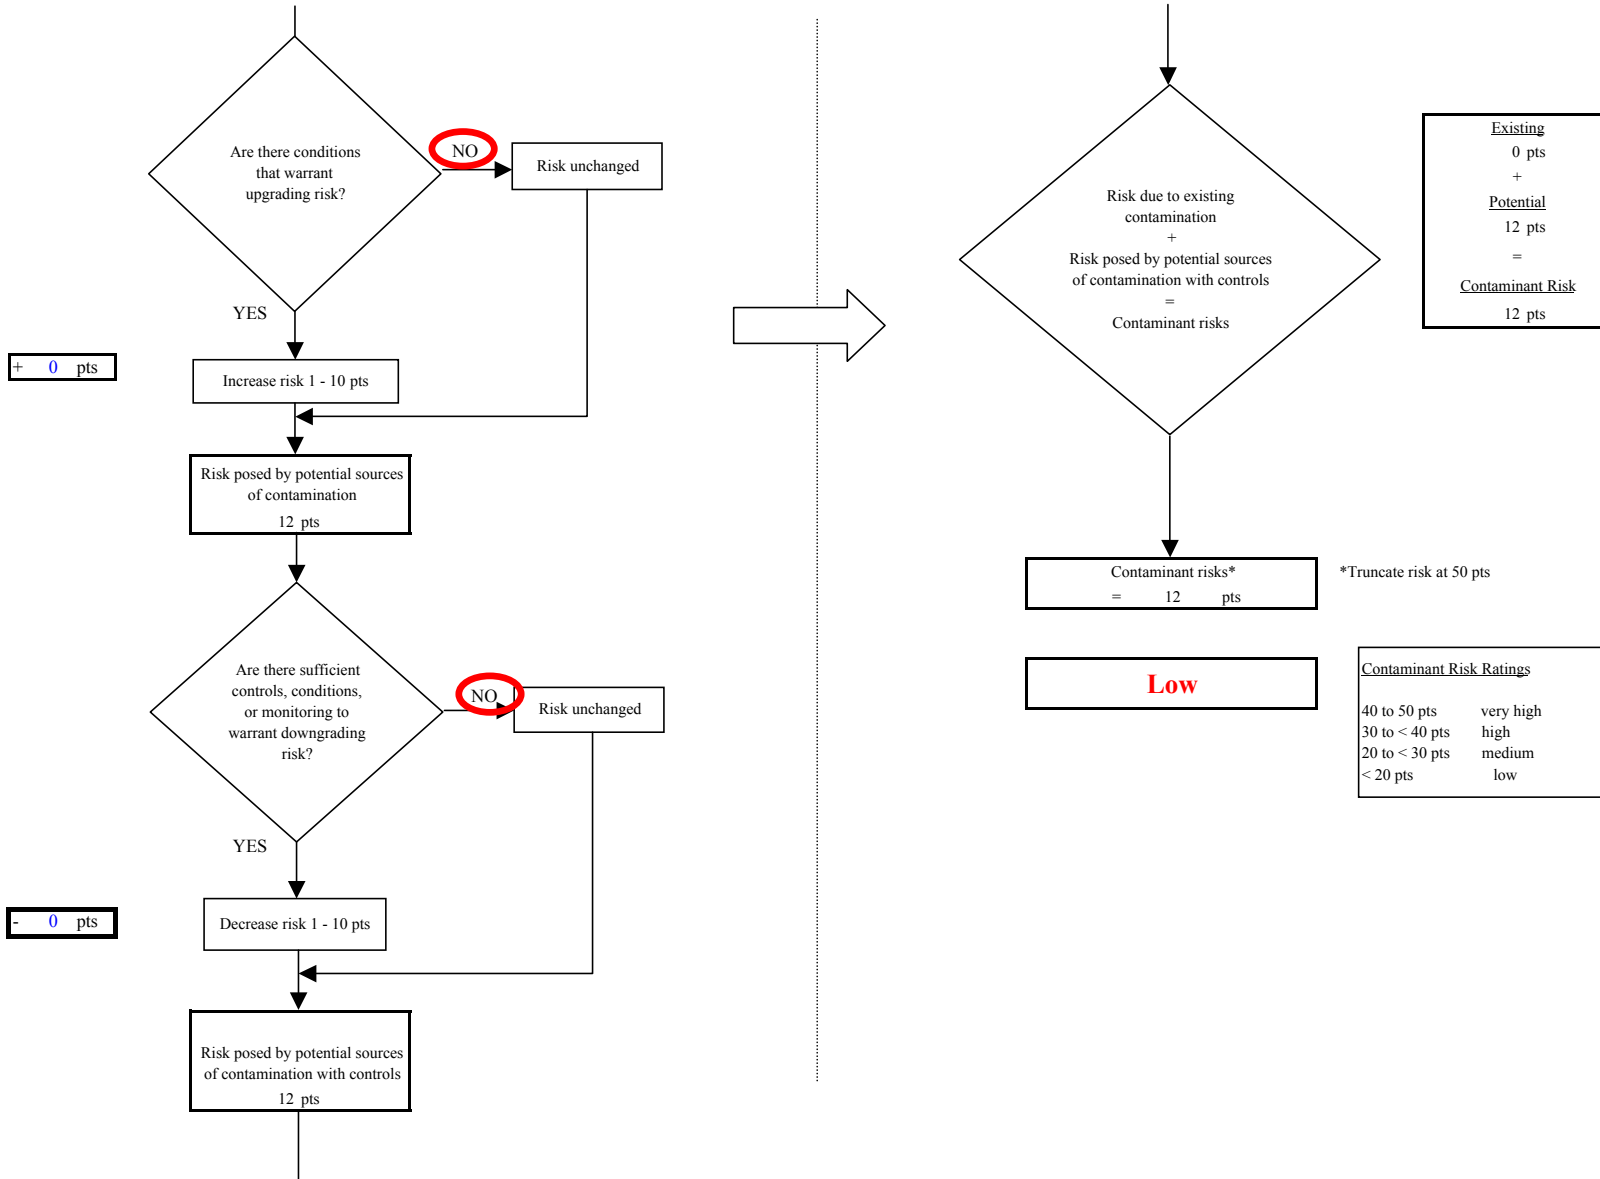 Are there conditions
that warrant
upgrading risk?
NO
Risk unchanged
YES
+ 0 pts
Increase risk 1 - 10 pts
Risk posed by potential sources
of contamination
12 pts
Are there sufficient
controls, conditions,
or monitoring to
warrant downgrading
risk?
NO
Risk unchanged
YES
- 0 pts
Decrease risk 1 - 10 pts
Risk posed by potential sources
of contamination with controls
12 pts
Risk due to existing
contamination
+
Risk posed by potential sources
of contamination with controls
=
Contaminant risks
Existing
0 pts
+
Potential
12 pts
=
Contaminant Risk
12 pts
Contaminant risks*
= 12 pts
*Truncate risk at 50 pts
Low
Contaminant Risk Ratings
40 to 50 pts very high
30 to < 40 pts high
20 to < 30 pts medium
< 20 pts low